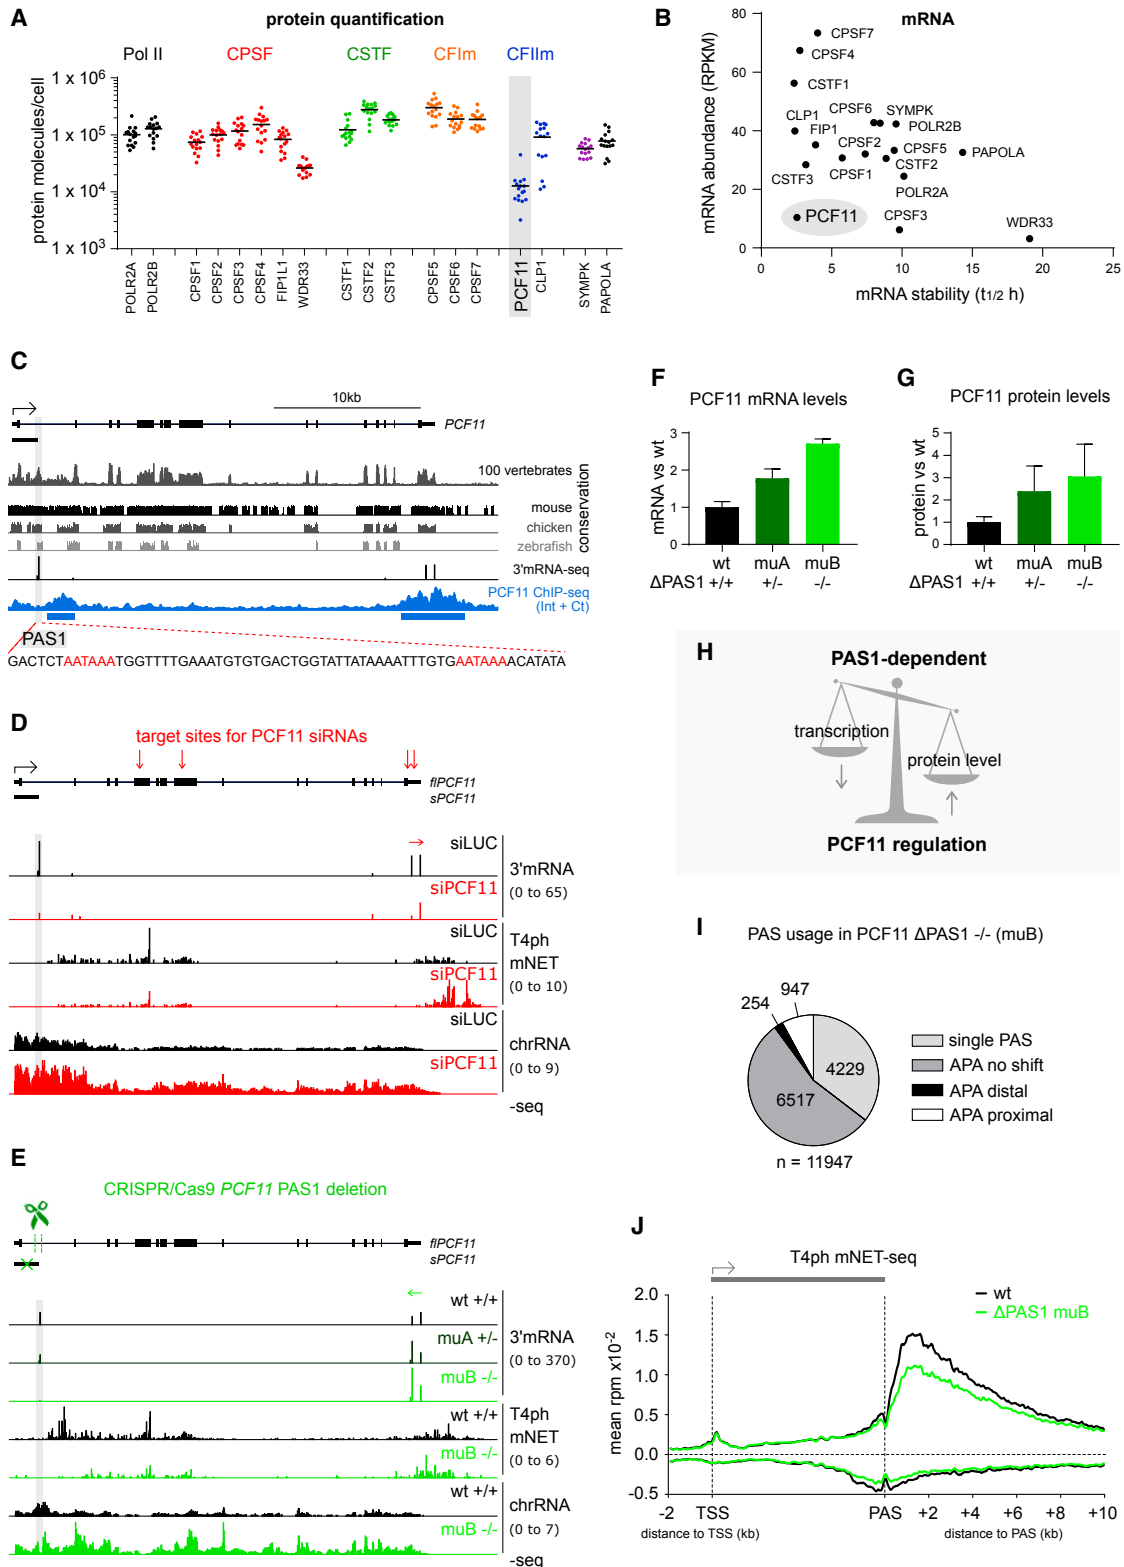 A
protein quantification
Pol II
CPSF
CSTF
CFIm
CFIIm
protein molecules/cell
1 x 10⁶
1 x 10⁵
1 x 10⁴
1 x 10³
POLR2A
POLR2B
CPSF1
CPSF2
CPSF3
CPSF4
FIP1L1
WDR33
CSTF1
CSTF2
CSTF3
CPSF5
CPSF6
CPSF7
PCF11
CLP1
SYMPK
PAPOLA
B
mRNA
mRNA abundance (RPKM)
80
60
40
20
0
CPSF7
CPSF4
CSTF1
CLP1
CPSF6
SYMPK
FIP1
POLR2B
CPSF2
CPSF5
PAPOLA
CSTF3
CPSF1
CSTF2
POLR2A
PCF11
CPSF3
WDR33
0
5
10
15
20
25
mRNA stability (t1/2 h)
C
10kb
PCF11
100 vertebrates
mouse
chicken
zebrafish
conservation
3'mRNA-seq
PCF11 ChIP-seq
(Int + Ct)
PAS1
GACTCTAATAAATGGTTTTGAAATGTGTGACTGGTATTATAAAATTTGTGAATAAAACATATA
D
target sites for PCF11 siRNAs
flPCF11
sPCF11
siLUC
3'mRNA
siPCF11
(0 to 65)
siLUC
T4ph
mNET
siPCF11
(0 to 10)
siLUC
chrRNA
siPCF11
(0 to 9)
-seq
E
CRISPR/Cas9 PCF11 PAS1 deletion
flPCF11
sPCF11
wt +/+
muA +/-
3'mRNA
(0 to 370)
muB -/-
wt +/+
T4ph
mNET
muB -/-
(0 to 6)
wt +/+
chrRNA
muB -/-
(0 to 7)
-seq
F
PCF11 mRNA levels
mRNA vs wt
3
2
1
0
wt
muA
muB
ΔPAS1
+/+
+/-
-/-
G
PCF11 protein levels
protein vs wt
5
4
3
2
1
0
wt
muA
muB
ΔPAS1
+/+
+/-
-/-
H
PAS1-dependent
transcription
protein level
PCF11 regulation
I
PAS usage in PCF11 ΔPAS1 -/- (muB)
947
254
4229
6517
n = 11947
single PAS
APA no shift
APA distal
APA proximal
J
T4ph mNET-seq
wt
ΔPAS1 muB
mean rpm x10⁻²
2.0
1.5
1.0
0.5
0.0
-0.5
-2
TSS
PAS
+2
+4
+6
+8
+10
distance to TSS (kb)
distance to PAS (kb)